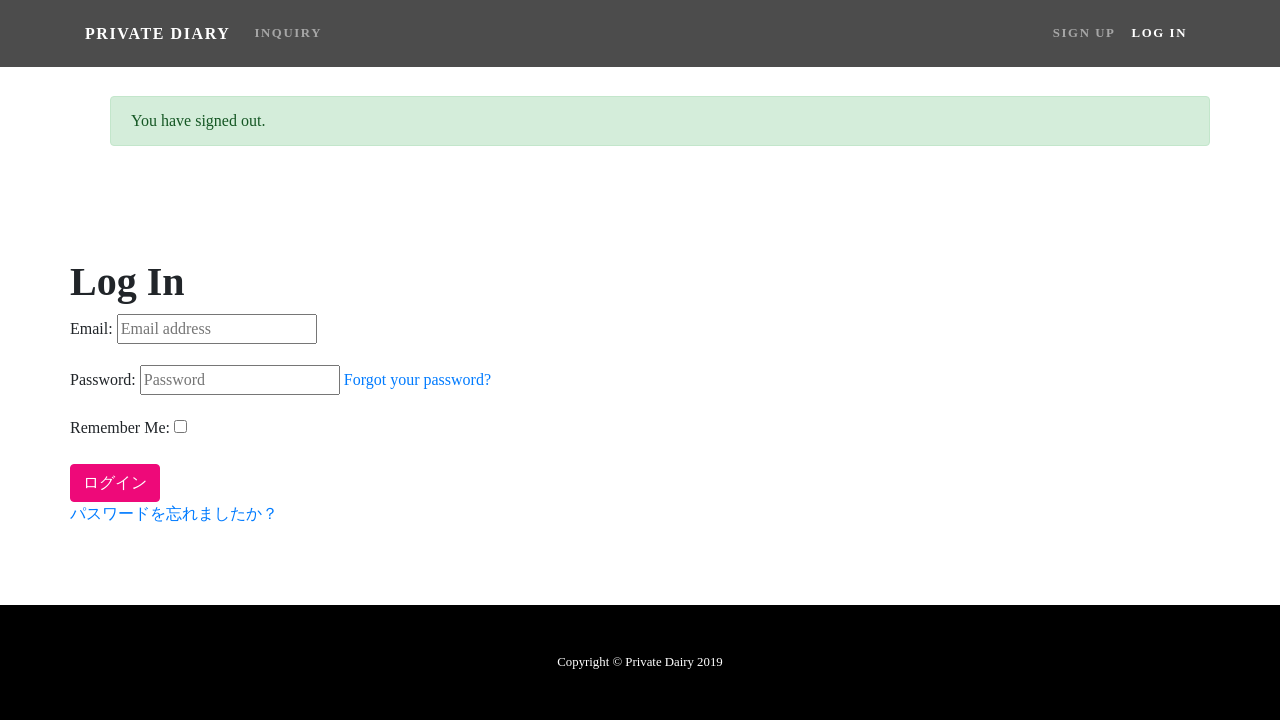 PRIVATE DIARY INQUIRY SIGN UP LOG IN
You have signed out.
Log In
Email: Email address
Password: Password Forgot your password?
Remember Me:
ログイン
パスワードを忘れましたか？
Copyright © Private Dairy 2019